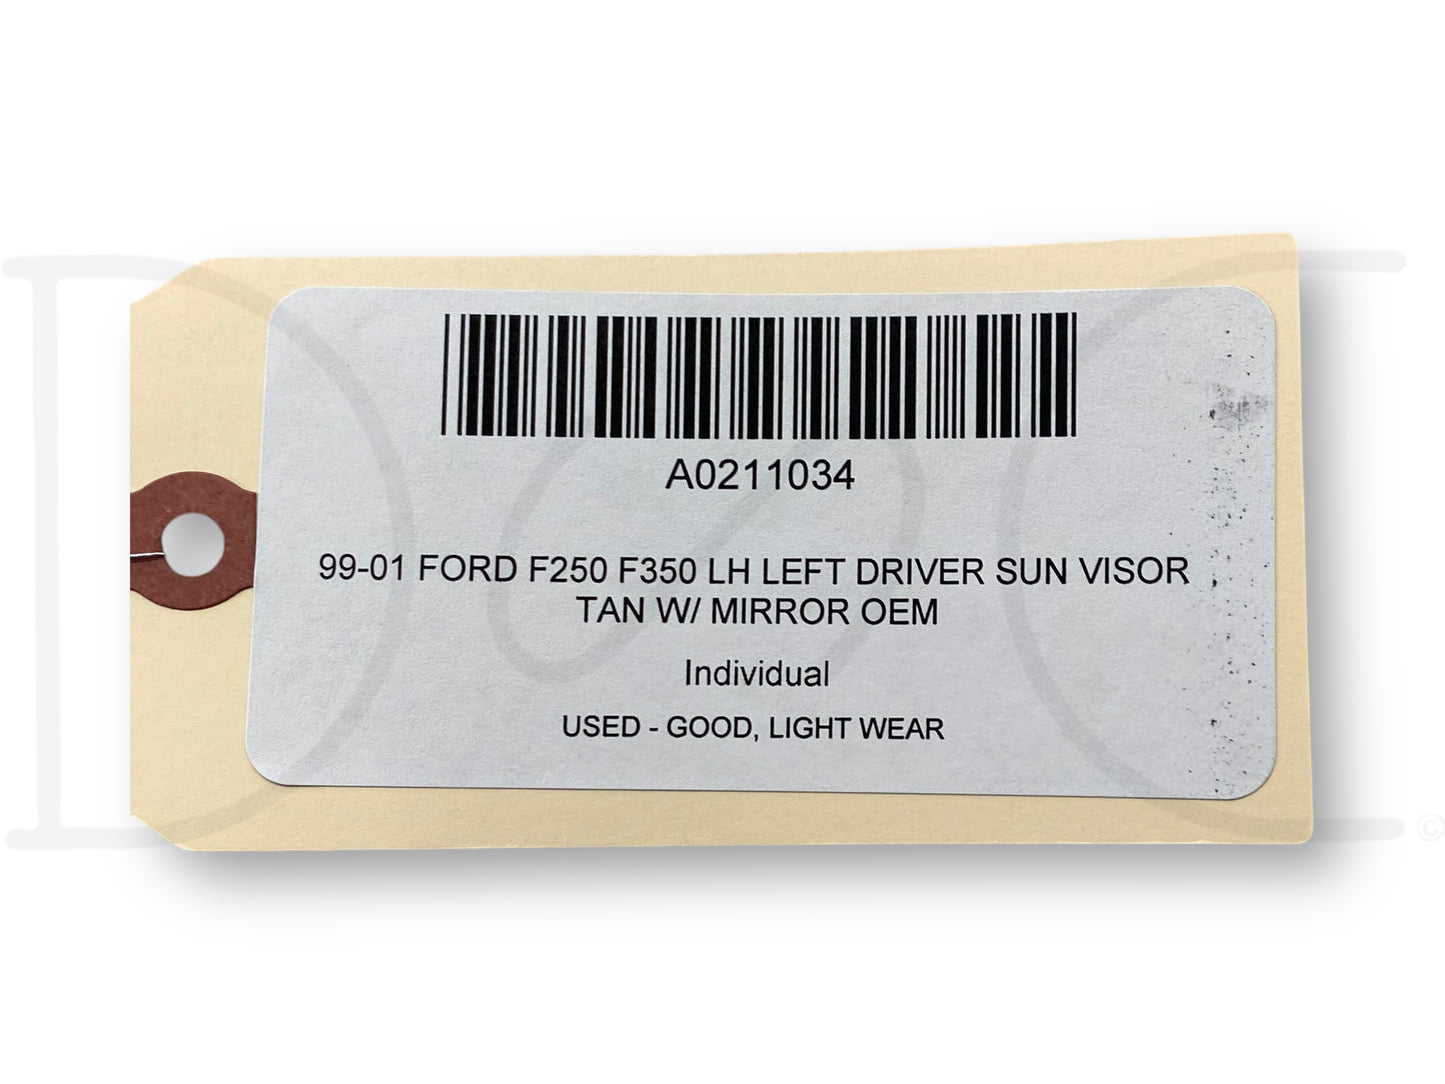 A0211034
99-01 FORD F250 F350 LH LEFT DRIVER SUN VISOR
TAN W/ MIRROR OEM
Individual
USED - GOOD, LIGHT WEAR
©